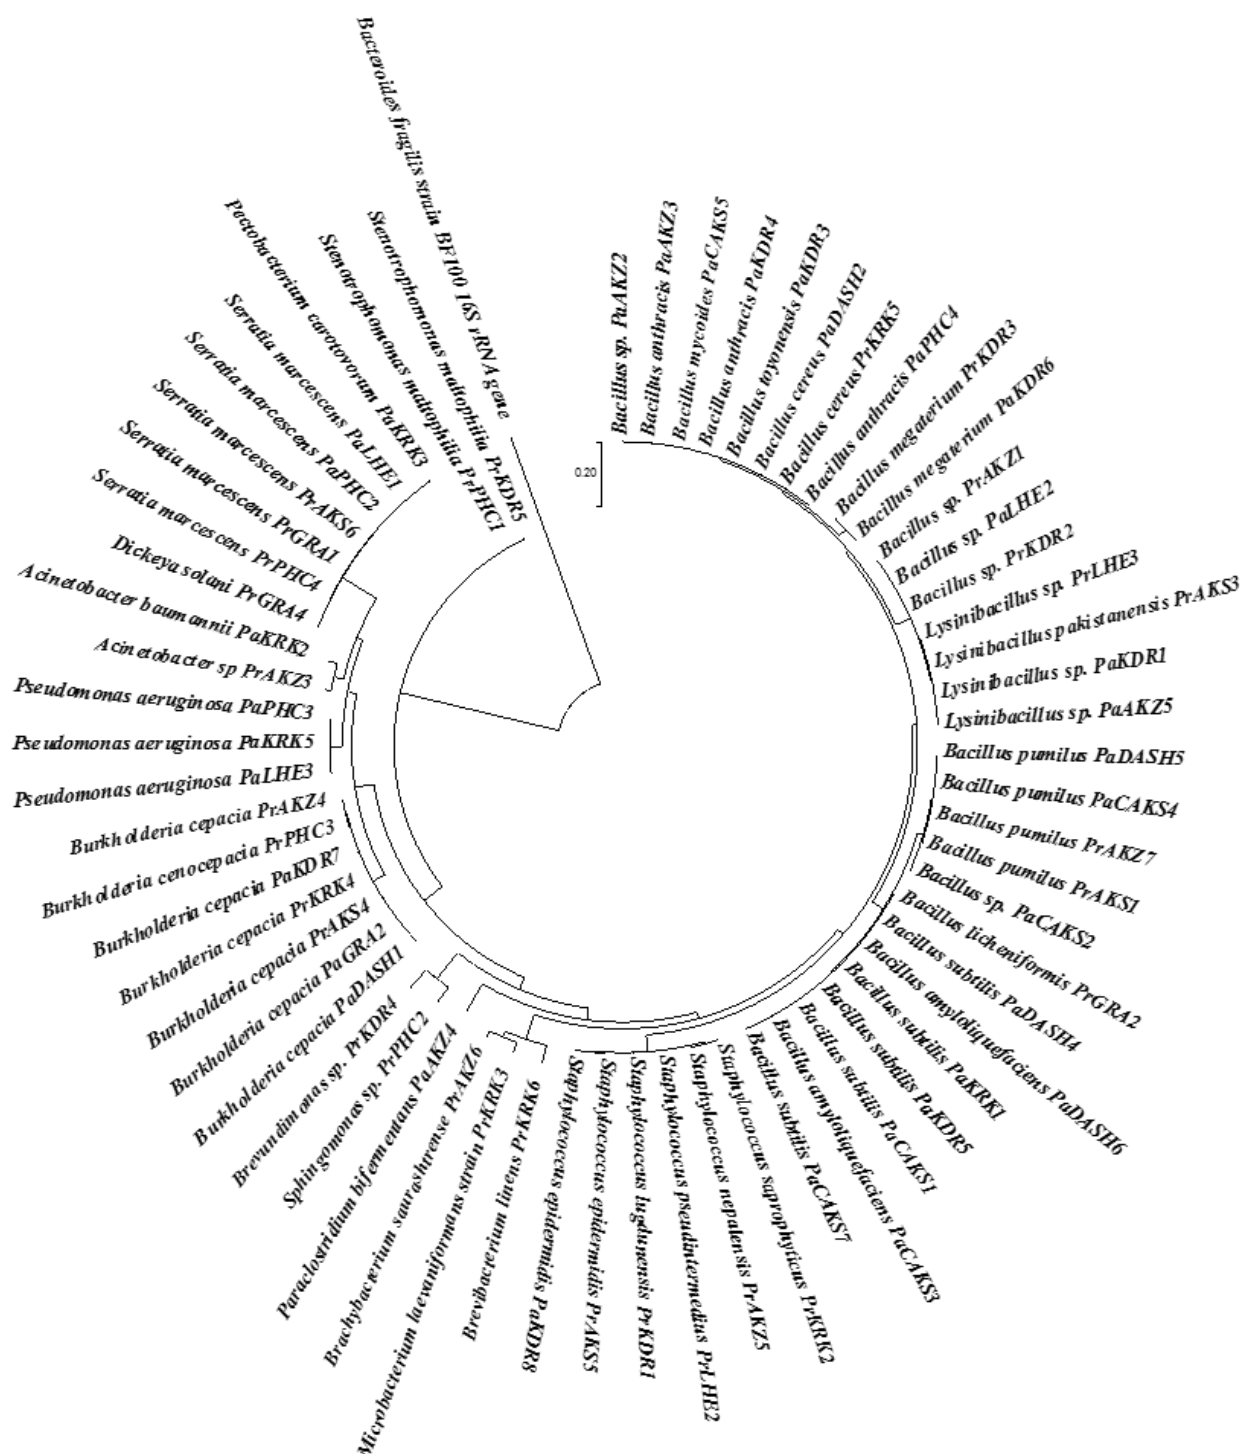 Bacteroides fragilis strain BF100 16S rRNA gene
Bacillus sp. PaAKZ2
Bacillus anthracis PaAKZ3
Bacillus mycoides PaCAKS5
Bacillus anthracis PaKDR4
Bacillus toyonensis PaKDR3
Bacillus cereus PaDASH2
Bacillus cereus PrKRK5
Bacillus anthracis PaPHC4
Bacillus megaterium PrKDR3
Bacillus megaterium PaKDR6
Bacillus sp. PrAKZ1
Bacillus sp. PaLHE2
Bacillus sp. PrKDR2
Lysinibacillus sp. PrLHE3
Lysinibacillus pakistanensis PrAKS3
Lysinibacillus sp. PaKDR1
Lysinibacillus sp. PaAKZ5
Bacillus pumilus PaDASH5
Bacillus pumilus PaCAKS4
Bacillus pumilus PrAKZ7
Bacillus pumilus PrAKS1
Bacillus sp. PaCAKS2
Bacillus licheniformis PrGRA2
Bacillus subtilis PaDASH4
Bacillus amyloliquefaciens PaDASH6
Bacillus subtilis PaKRK1
Bacillus subtilis PaKDR5
Bacillus subtilis PaCAKS1
Bacillus amyloliquefaciens PaCAKS3
Bacillus subtilis PaCAKS7
Staphylococcus saprophyticus PrKRK2
Staphylococcus nepalensis PrAKZ5
Staphylococcus pseudintermedius PrLHE2
Staphylococcus lugdunensis PrKDR1
Staphylococcus epidermidis PrAKS5
Staphylococcus epidermidis PaKDR8
Brevibacterium linens PrKRK6
Microbacterium laevaniformans strain PrKRK3
Brachybacterium saurashtrense PrAKZ6
Paraclostridium bifermentans PaAKZ4
Sphingomonas sp. PrPHC2
Brevundimonas sp. PrKDR4
Burkholderia cepacia PaDASH1
Burkholderia cepacia PaGRA2
Burkholderia cepacia PrAKS4
Burkholderia cepacia PrKRK4
Burkholderia cepacia PaKDR7
Burkholderia cenocepacia PrPHC3
Burkholderia cepacia PrAKZ4
Pseudomonas aeruginosa PaLHE3
Pseudomonas aeruginosa PaKRK5
Pseudomonas aeruginosa PaPHC3
Acinetobacter sp PrAKZ3
Acinetobacter baumannii PaKRK2
Dickeya solani PrGRA4
Serratia marcescens PrPHC4
Serratia marcescens PrGRA1
Serratia marcescens PrAKS6
Serratia marcescens PaPHC2
Serratia marcescens PaLHE1
Pectobacterium carotovorum PaKRK3
Stenotrophomonas maltophilia PrPHC1
Stenotrophomonas maltophilia PrKDR5
0.20